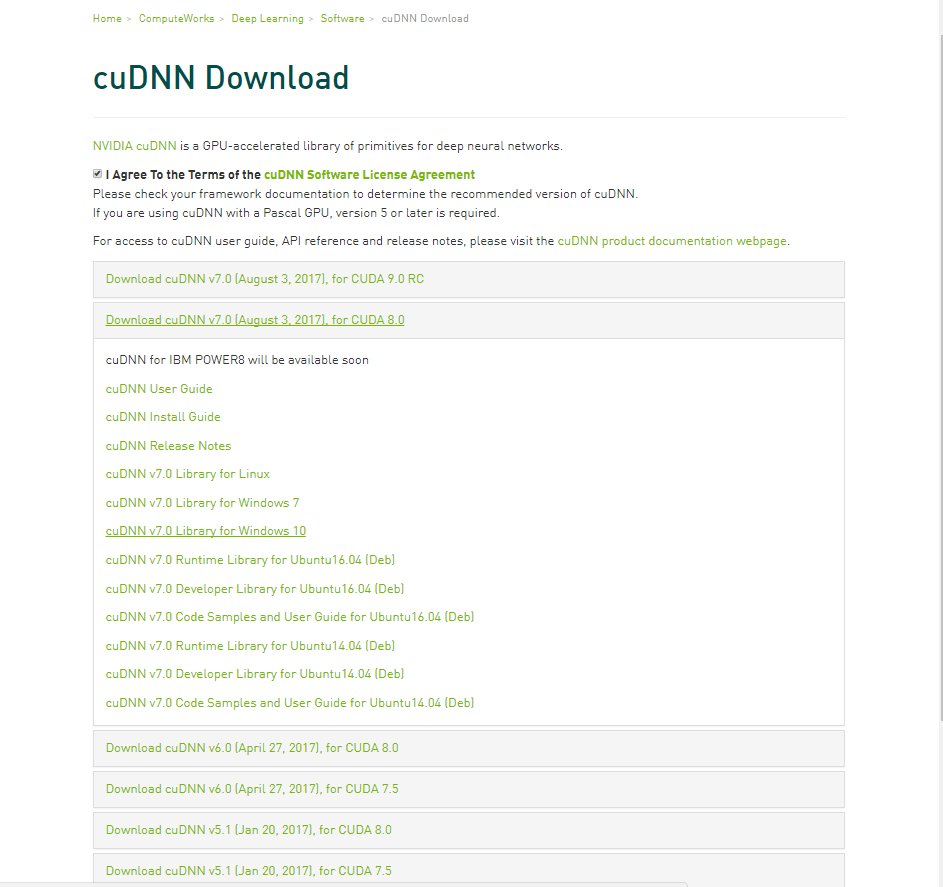 Home > ComputeWorks > Deep Learning > Software > cuDNN Download
cuDNN Download
NVIDIA cuDNN is a GPU-accelerated library of primitives for deep neural networks.
I Agree To the Terms of the cuDNN Software License Agreement
Please check your framework documentation to determine the recommended version of cuDNN.
If you are using cuDNN with a Pascal GPU, version 5 or later is required.
For access to cuDNN user guide, API reference and release notes, please visit the cuDNN product documentation webpage.
Download cuDNN v7.0 (August 3, 2017), for CUDA 9.0 RC
Download cuDNN v7.0 (August 3, 2017), for CUDA 8.0
cuDNN for IBM POWER8 will be available soon
cuDNN User Guide
cuDNN Install Guide
cuDNN Release Notes
cuDNN v7.0 Library for Linux
cuDNN v7.0 Library for Windows 7
cuDNN v7.0 Library for Windows 10
cuDNN v7.0 Runtime Library for Ubuntu16.04 (Deb)
cuDNN v7.0 Developer Library for Ubuntu16.04 (Deb)
cuDNN v7.0 Code Samples and User Guide for Ubuntu16.04 (Deb)
cuDNN v7.0 Runtime Library for Ubuntu14.04 (Deb)
cuDNN v7.0 Developer Library for Ubuntu14.04 (Deb)
cuDNN v7.0 Code Samples and User Guide for Ubuntu14.04 (Deb)
Download cuDNN v6.0 (April 27, 2017), for CUDA 8.0
Download cuDNN v6.0 (April 27, 2017), for CUDA 7.5
Download cuDNN v5.1 (Jan 20, 2017), for CUDA 8.0
Download cuDNN v5.1 (Jan 20, 2017), for CUDA 7.5